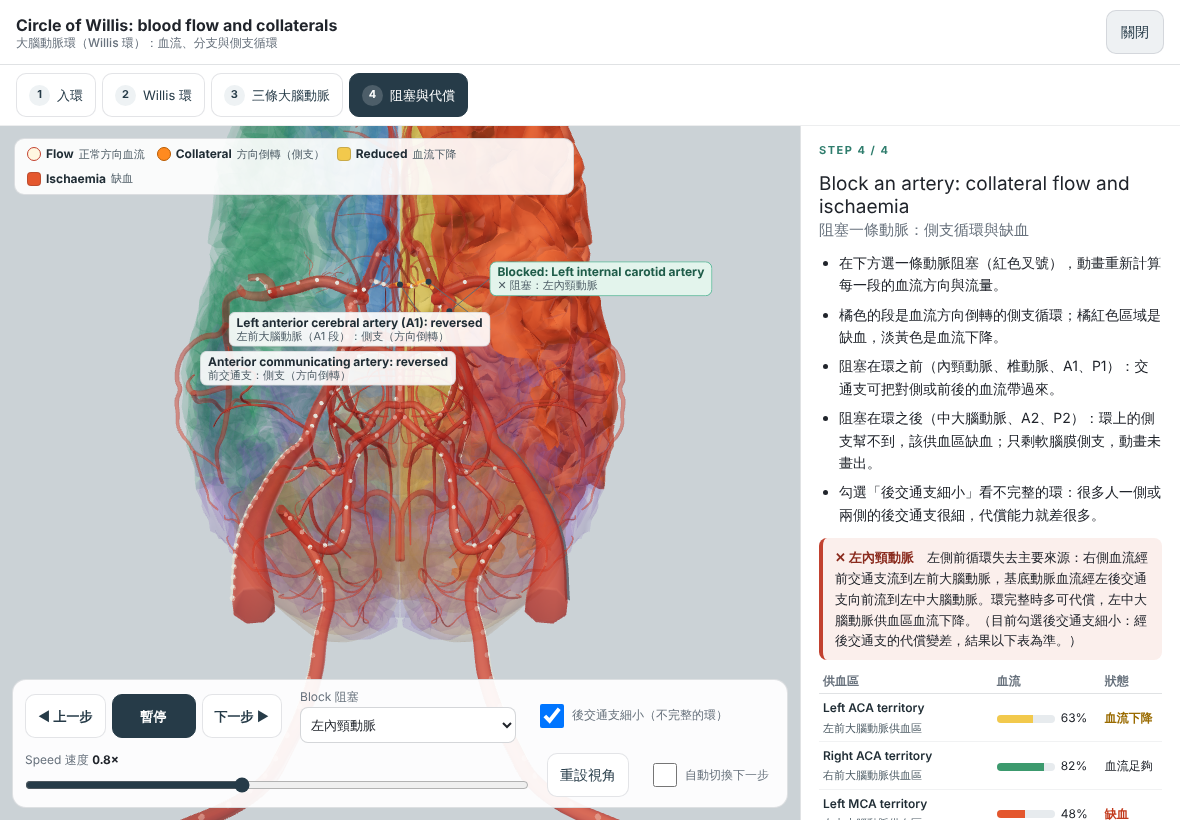 Circle of Willis: blood flow and collaterals
大腦動脈環（Willis 環）：血流、分支與側支循環
關閉
1 入環
2 Willis 環
3 三條大腦動脈
4 阻塞與代償
Flow 正常方向血流
Collateral 方向倒轉（側支）
Reduced 血流下降
Ischaemia 缺血
Blocked: Left internal carotid artery
✕ 阻塞：左內頸動脈
Left anterior cerebral artery (A1): reversed
左前大腦動脈（A1 段）：側支（方向倒轉）
Anterior communicating artery: reversed
前交通支：側支（方向倒轉）
◀ 上一步
暫停
下一步 ▶
Block 阻塞
左內頸動脈
後交通支細小（不完整的環）
Speed 速度 0.8×
重設視角
自動切換下一步
STEP 4 / 4
Block an artery: collateral flow and
ischaemia
阻塞一條動脈：側支循環與缺血
• 在下方選一條動脈阻塞（紅色叉號），動畫重新計算
每一段的血流方向與流量。
• 橘色的段是血流方向倒轉的側支循環；橘紅色區域是
缺血，淡黃色是血流下降。
• 阻塞在環之前（內頸動脈、椎動脈、A1、P1）：交
通支可把對側或前後的血流帶過來。
• 阻塞在環之後（中大腦動脈、A2、P2）：環上的側
支幫不到，該供血區缺血；只剩軟腦膜側支，動畫未
畫出。
• 勾選「後交通支細小」看不完整的環：很多人一側或
兩側的後交通支很細，代償能力就差很多。
✕ 左內頸動脈 左側前循環失去主要來源：右側血流經
前交通支流到左前大腦動脈，基底動脈血流經左後交通
支向前流到左中大腦動脈。環完整時多可代償，左中大
腦動脈供血區血流下降。（目前勾選後交通支細小：經
後交通支的代償變差，結果以下表為準。）
供血區 血流 狀態
Left ACA territory
左前大腦動脈供血區
63% 血流下降
Right ACA territory
右前大腦動脈供血區
82% 血流足夠
Left MCA territory
48% 缺血